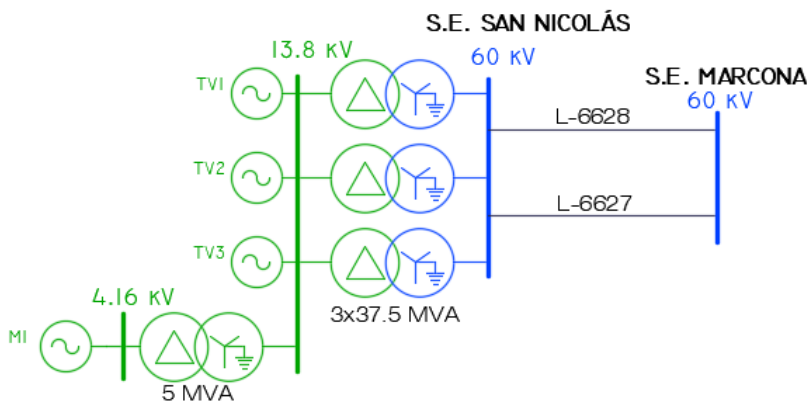 S.E. SAN NICOLÁS
13.8 KV
60 KV
S.E. MARCONA
60 KV
TV1
L-6628
TV2
L-6627
TV3
4.16 KV
3x37.5 MVA
M1
5 MVA